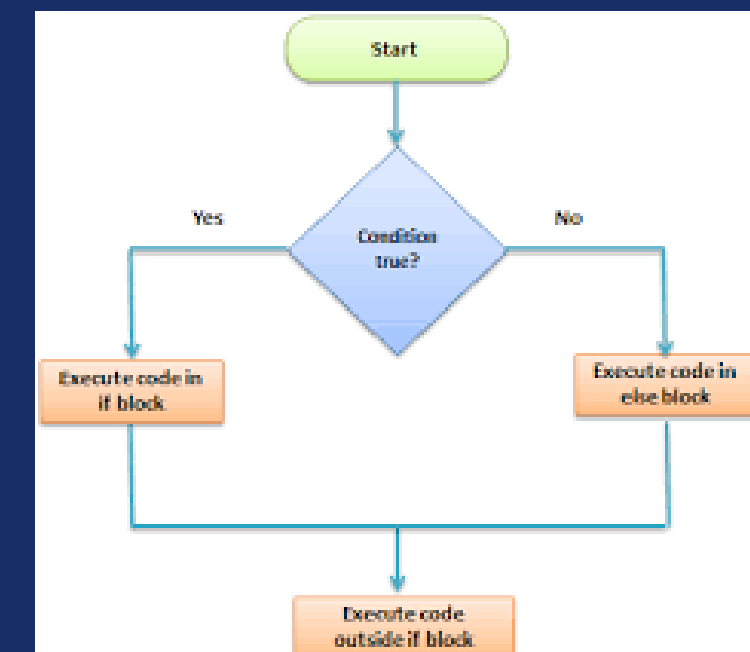 Start
Yes
No
Condition
true?
Execute code in
if block
Execute code in
else block
Execute code
outside if block